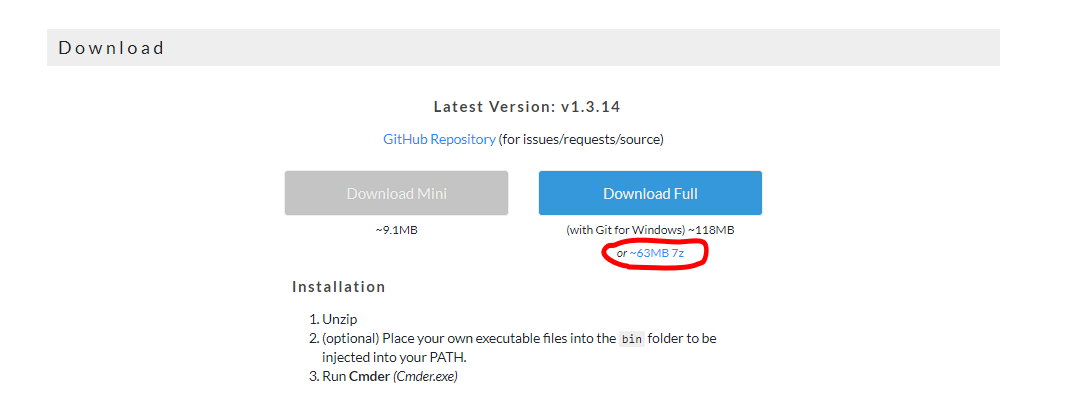 Download
Latest Version: v1.3.14
GitHub Repository (for issues/requests/source)
Download Mini
Download Full
~9.1MB
(with Git for Windows) ~118MB
or ~63MB 7z
Installation
1. Unzip
2. (optional) Place your own executable files into the bin folder to be
injected into your PATH.
3. Run Cmder (Cmder.exe)